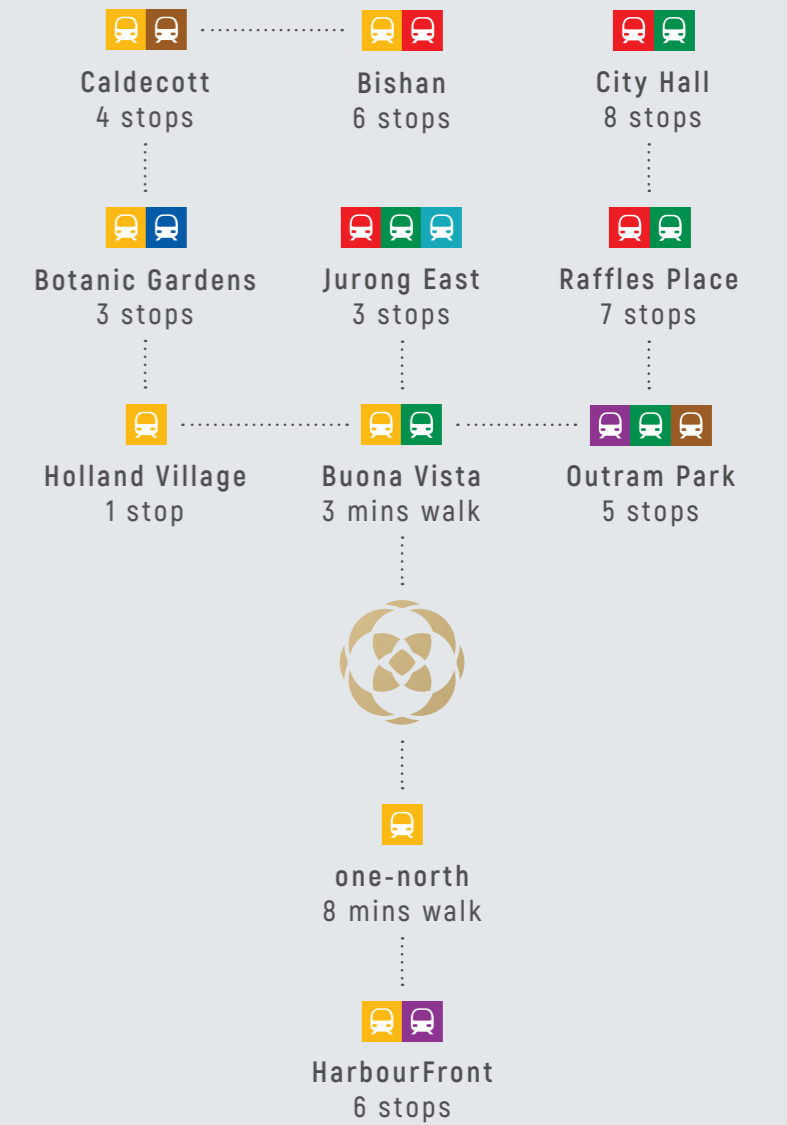 Caldecott
4 stops
Bishan
6 stops
City Hall
8 stops
Botanic Gardens
3 stops
Jurong East
3 stops
Raffles Place
7 stops
Holland Village
1 stop
Buona Vista
3 mins walk
Outram Park
5 stops
one-north
8 mins walk
HarbourFront
6 stops